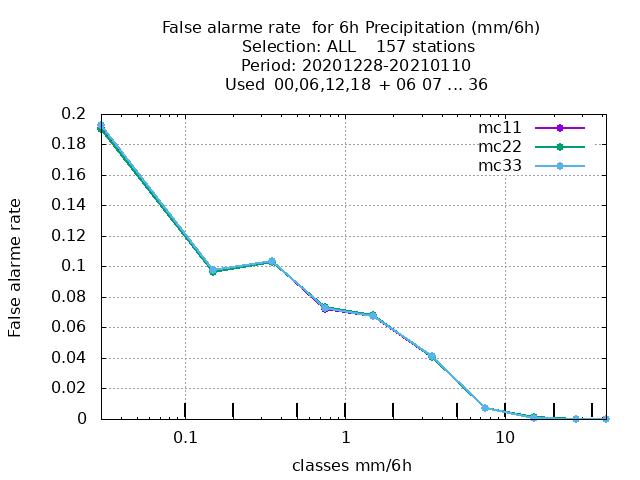 False alarme rate  for 6h Precipitation (mm/6h)
Selection: ALL    157 stations
Period: 20201228-20210110
Used  00,06,12,18  + 06 07 ... 36
mc11
mc22
mc33
0.2
0.18
0.16
0.14
0.12
0.1
0.08
0.06
0.04
0.02
0
False alarme rate
0.1 1 10
classes mm/6h